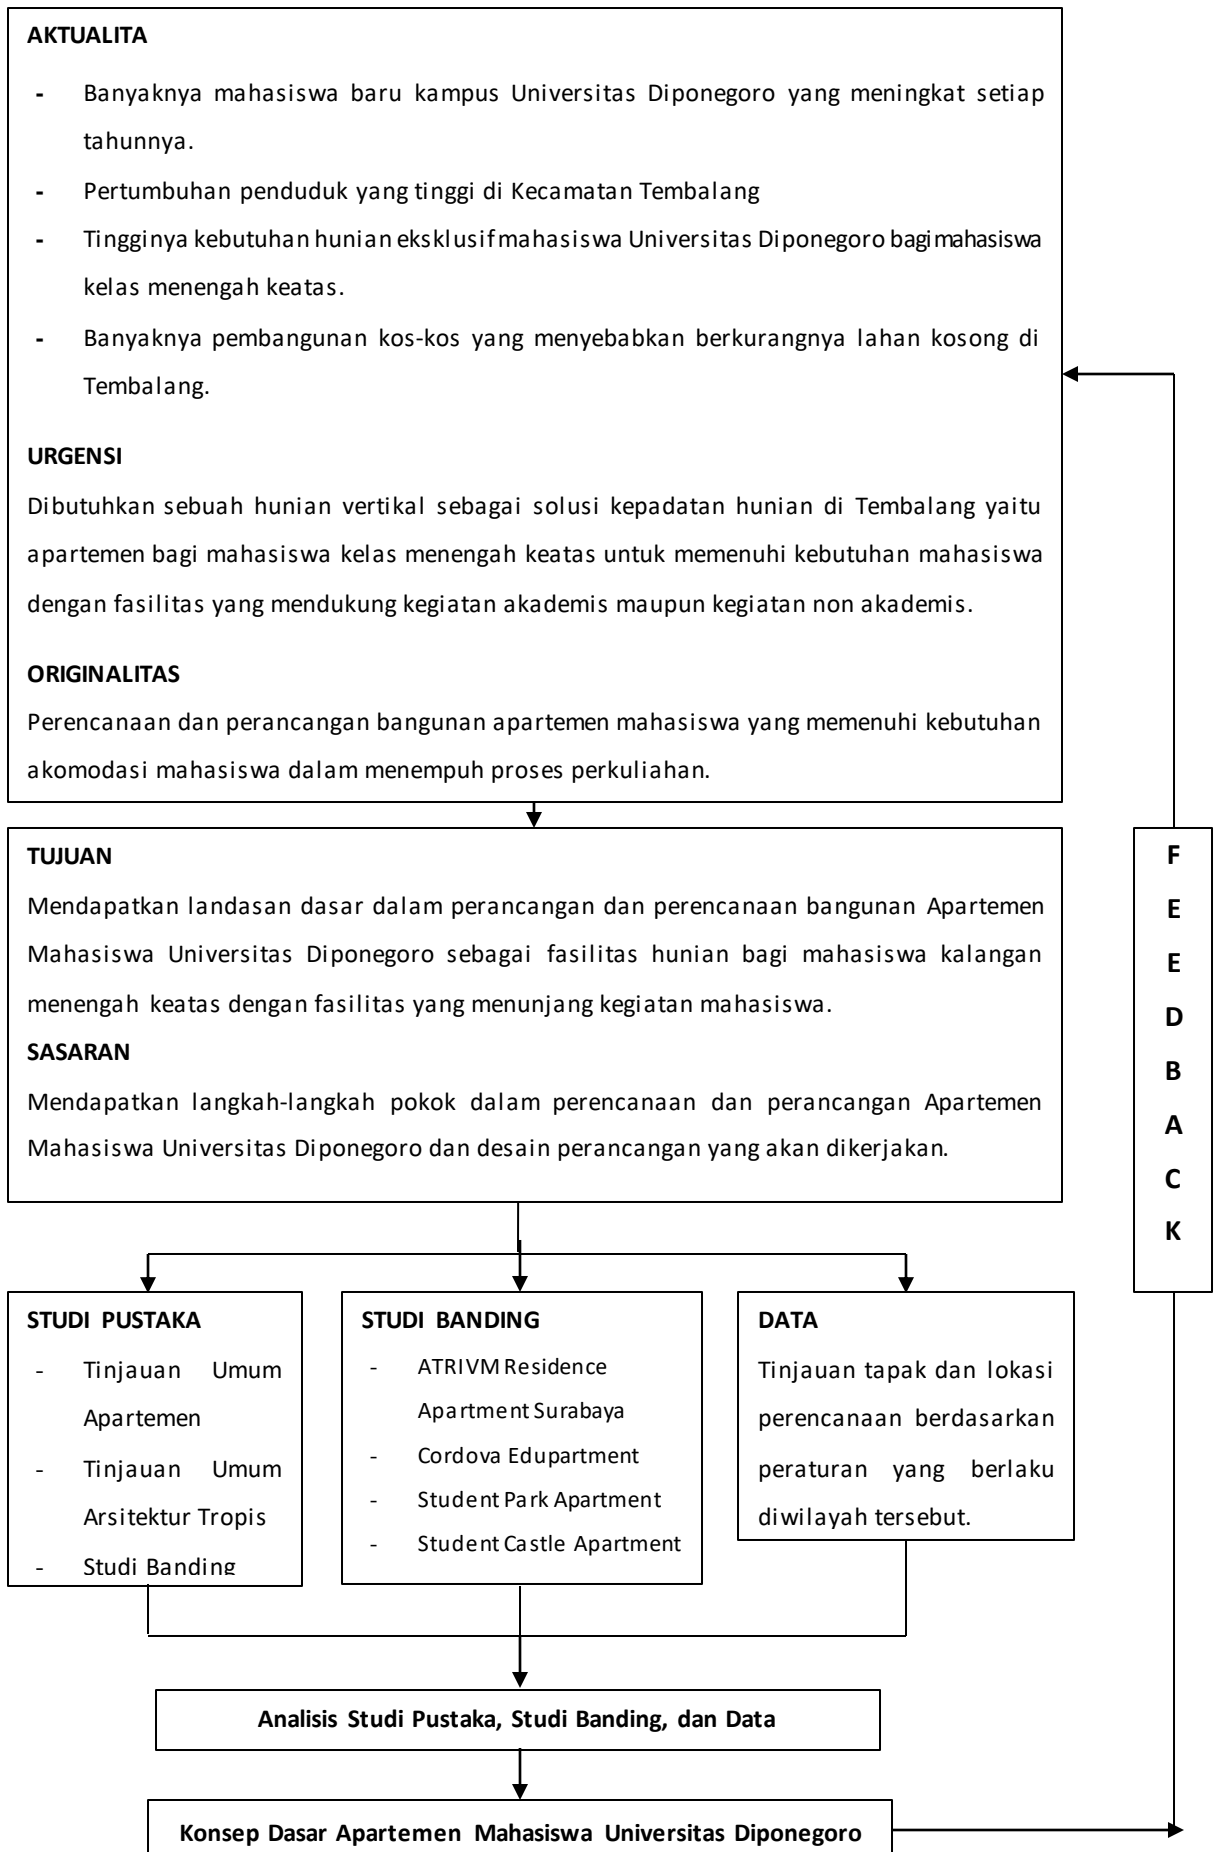 AKTUALITA
- Banyaknya mahasiswa baru kampus Universitas Diponegoro yang meningkat setiap
tahunnya.
- Pertumbuhan penduduk yang tinggi di Kecamatan Tembalang
- Tingginya kebutuhan hunian eksklusif mahasiswa Universitas Diponegoro bagi mahasiswa
kelas menengah keatas.
- Banyaknya pembangunan kos-kos yang menyebabkan berkurangnya lahan kosong di
Tembalang.
URGENSI
Dibutuhkan sebuah hunian vertikal sebagai solusi kepadatan hunian di Tembalang yaitu
apartemen bagi mahasiswa kelas menengah keatas untuk memenuhi kebutuhan mahasiswa
dengan fasilitas yang mendukung kegiatan akademis maupun kegiatan non akademis.
ORIGINALITAS
Perencanaan dan perancangan bangunan apartemen mahasiswa yang memenuhi kebutuhan
akomodasi mahasiswa dalam menempuh proses perkuliahan.
TUJUAN
Mendapatkan landasan dasar dalam perancangan dan perencanaan bangunan Apartemen
Mahasiswa Universitas Diponegoro sebagai fasilitas hunian bagi mahasiswa kalangan
menengah keatas dengan fasilitas yang menunjang kegiatan mahasiswa.
SASARAN
Mendapatkan langkah-langkah pokok dalam perencanaan dan perancangan Apartemen
Mahasiswa Universitas Diponegoro dan desain perancangan yang akan dikerjakan.
F
E
E
D
B
A
C
K
STUDI PUSTAKA
- Tinjauan Umum
Apartemen
- Tinjauan Umum
Arsitektur Tropis
- Studi Banding
STUDI BANDING
- ATRIVM Residence
Apartment Surabaya
- Cordova Edupartment
- Student Park Apartment
- Student Castle Apartment
DATA
Tinjauan tapak dan lokasi
perencanaan berdasarkan
peraturan yang berlaku
diwilayah tersebut.
Analisis Studi Pustaka, Studi Banding, dan Data
Konsep Dasar Apartemen Mahasiswa Universitas Diponegoro